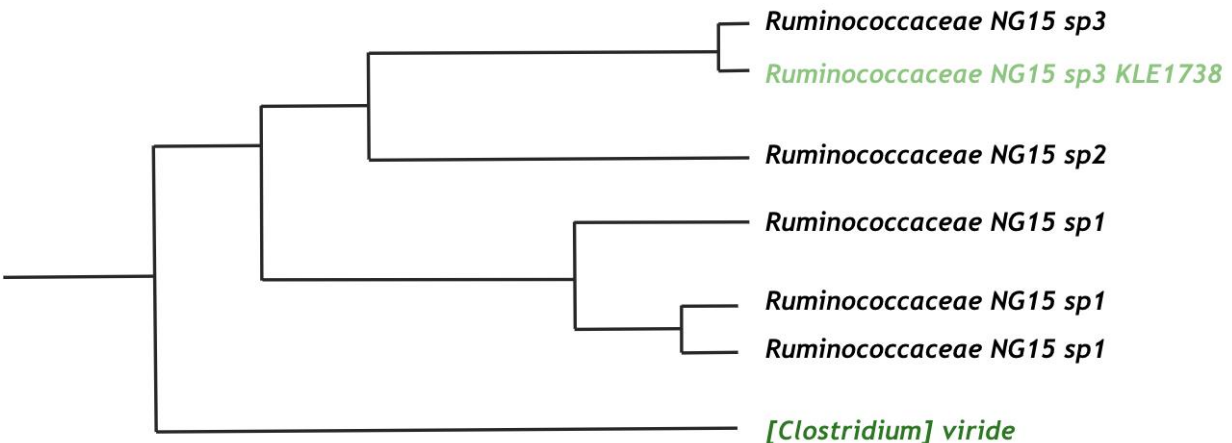 Ruminococcaceae NG15 sp3
Ruminococcaceae NG15 sp3 KLE1738
Ruminococcaceae NG15 sp2
Ruminococcaceae NG15 sp1
Ruminococcaceae NG15 sp1
Ruminococcaceae NG15 sp1
[Clostridium] viride